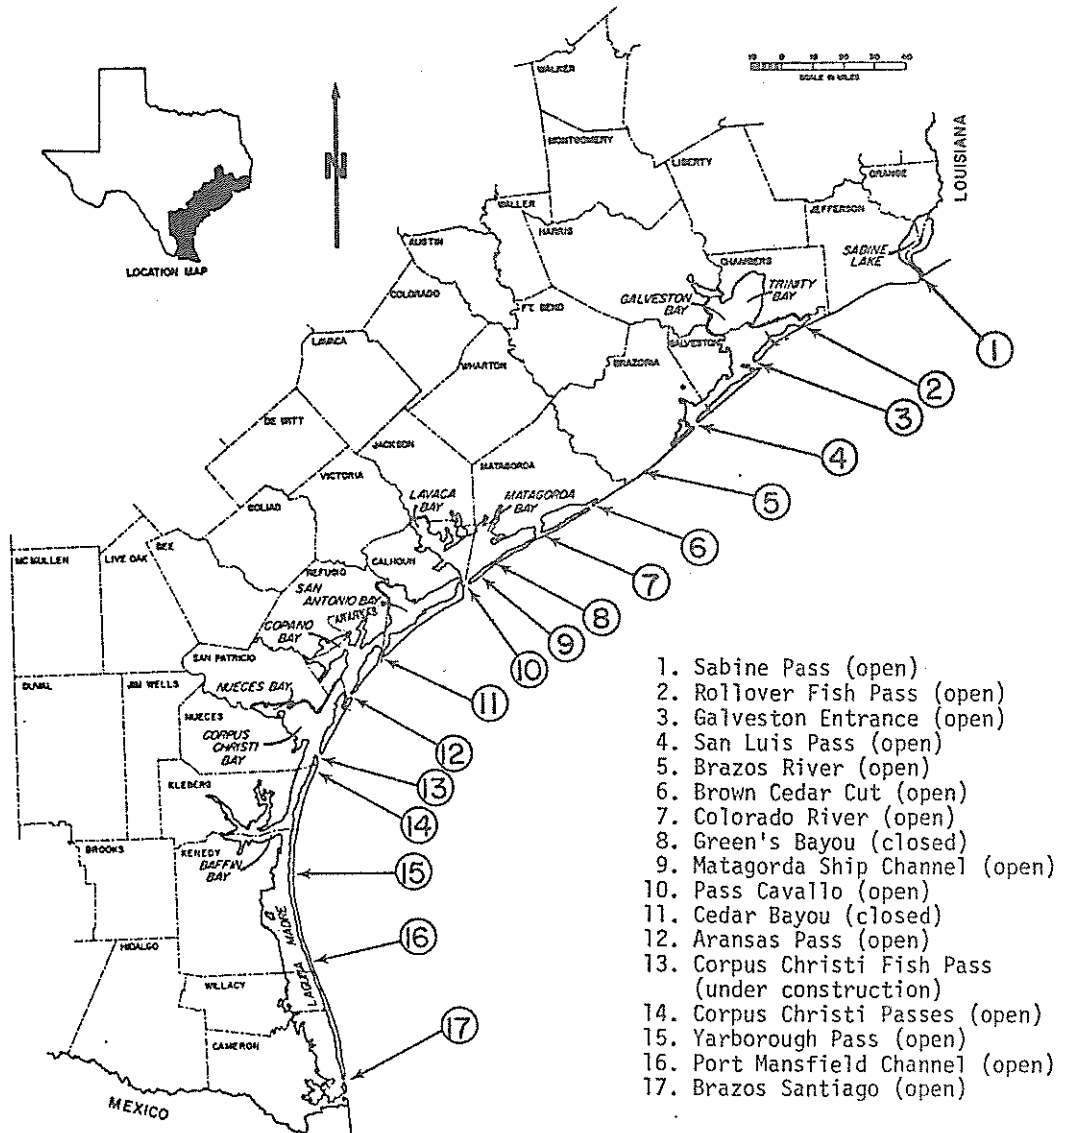 WALKER
10 0 10 20 30 40
SCALE IN MILES
MONTGOMERY
LIBERTY
ORANGE
LOUISIANA
N
WALLER
HARRIS
JEFFERSON
AUSTIN
SABINE
LAKE
LOCATION MAP
CHAMBERS
TRINITY
BAY
GALVESTON
BAY
COLORADO
FT. BEND
GALVESTON
LAVACA
WHARTON
BRAZORIA
1
2
3
DE WITT
JACKSON
4
VICTORIA
MATAGORDA
5
GOLIAD
LAVACA
BAY
MATAGORDA
BAY
6
MC MULLEN
LIVE OAK
BEE
REFUGIO
CALHOUN
7
SAN
ANTONIO BAY
ARANSAS
8
COPANO
BAY
9
SAN PATRICIO
10
DUVAL
JIM WELLS
NUECES BAY
11
NUECES
CORPUS
CHRISTI
BAY
12
KLEBERG
13
14
BROOKS
KENEDY
BAFFIN
BAY
15
LAGUNA MADRE
16
HIDALGO
WILLACY
CAMERON
17
MEXICO
1. Sabine Pass (open)
2. Rollover Fish Pass (open)
3. Galveston Entrance (open)
4. San Luis Pass (open)
5. Brazos River (open)
6. Brown Cedar Cut (open)
7. Colorado River (open)
8. Green's Bayou (closed)
9. Matagorda Ship Channel (open)
10. Pass Cavallo (open)
11. Cedar Bayou (closed)
12. Aransas Pass (open)
13. Corpus Christi Fish Pass
(under construction)
14. Corpus Christi Passes (open)
15. Yarborough Pass (open)
16. Port Mansfield Channel (open)
17. Brazos Santiago (open)